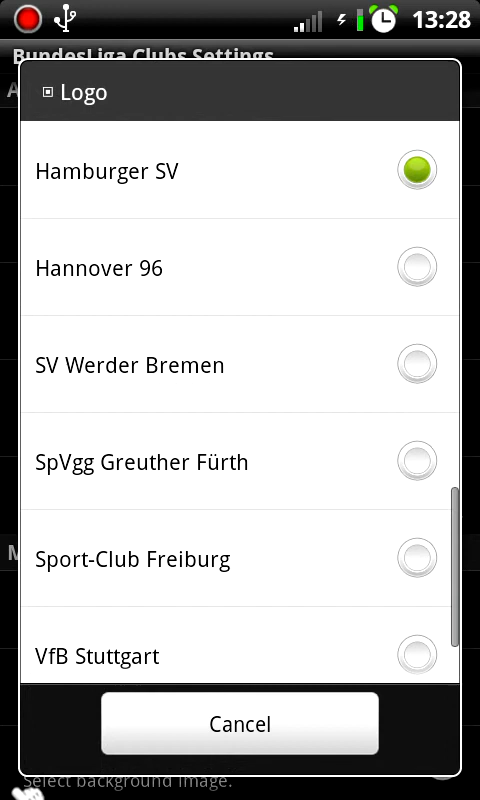 13:28
BundesLiga Clubs Settings
A
Logo
Hamburger SV
Hannover 96
SV Werder Bremen
SpVgg Greuther Fürth
Sport-Club Freiburg
M
VfB Stuttgart
Cancel
Select background image.